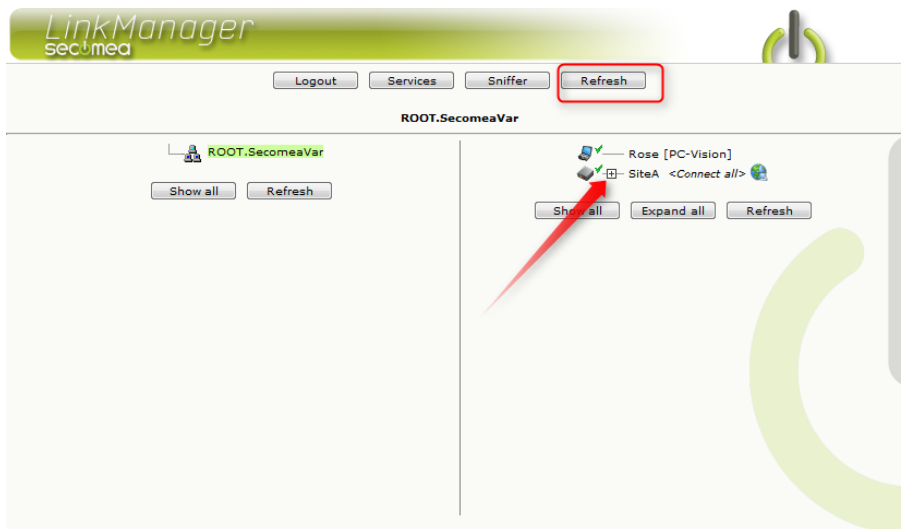 LinkManager
secomea
Logout Services Sniffer Refresh
ROOT.SecomeaVar
ROOT.SecomeaVar
Show all Refresh
Rose [PC-Vision]
SiteA <Connect all>
Show all Expand all Refresh